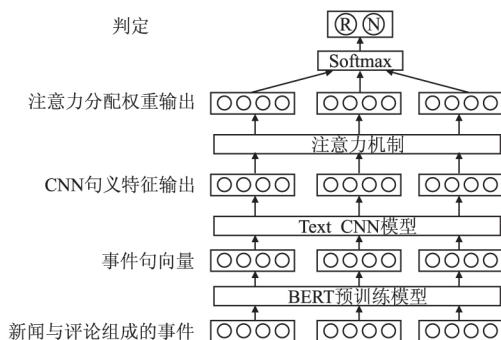 判定
R N
Softmax
注意力分配权重输出
注意力机制
CNN句义特征输出
Text CNN模型
事件句向量
BERT预训练模型
新闻与评论组成的事件